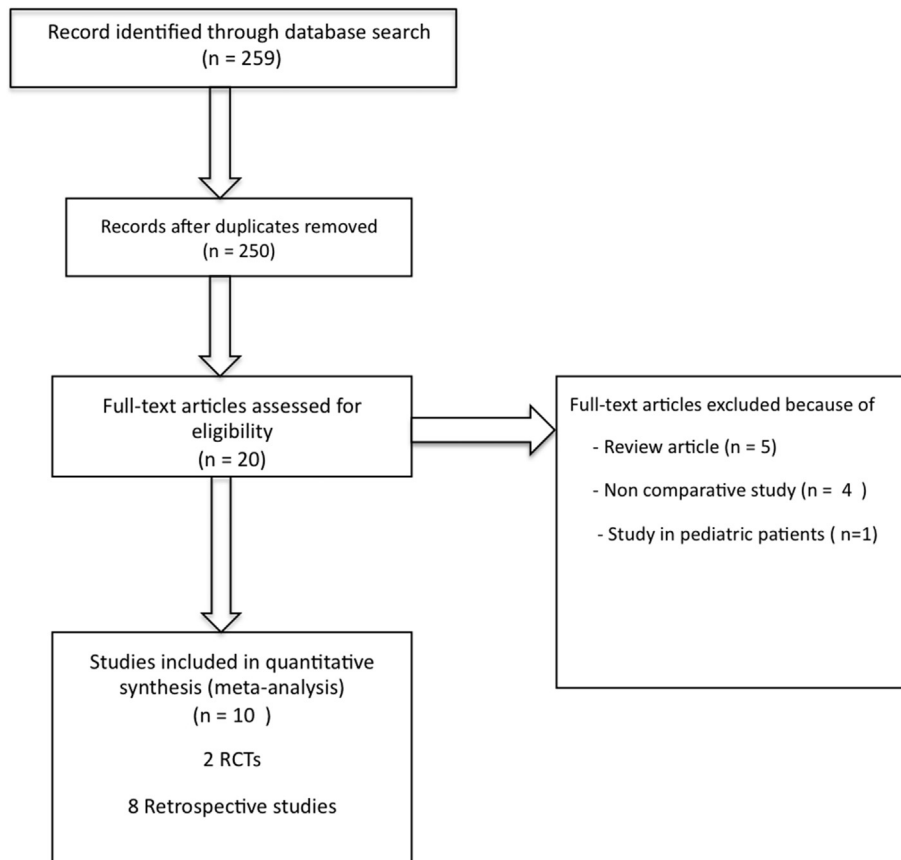 Record identified through database search
(n = 259)
Records after duplicates removed
(n = 250)
Full-text articles assessed for
eligibility
(n = 20)
Full-text articles excluded because of
- Review article (n = 5)
- Non comparative study (n =  4  )
- Study in pediatric patients ( n=1)
Studies included in quantitative
synthesis (meta-analysis)
(n = 10  )
2 RCTs
8 Retrospective studies